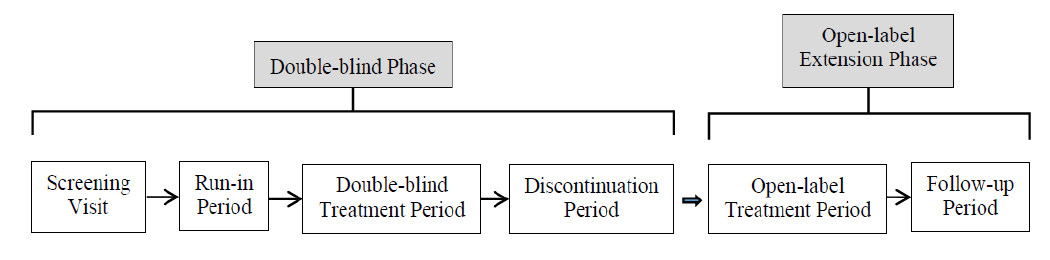 Double-blind Phase
Open-label
Extension Phase
Screening
Visit
Run-in
Period
Double-blind
Treatment Period
Discontinuation
Period
Open-label
Treatment Period
Follow-up
Period